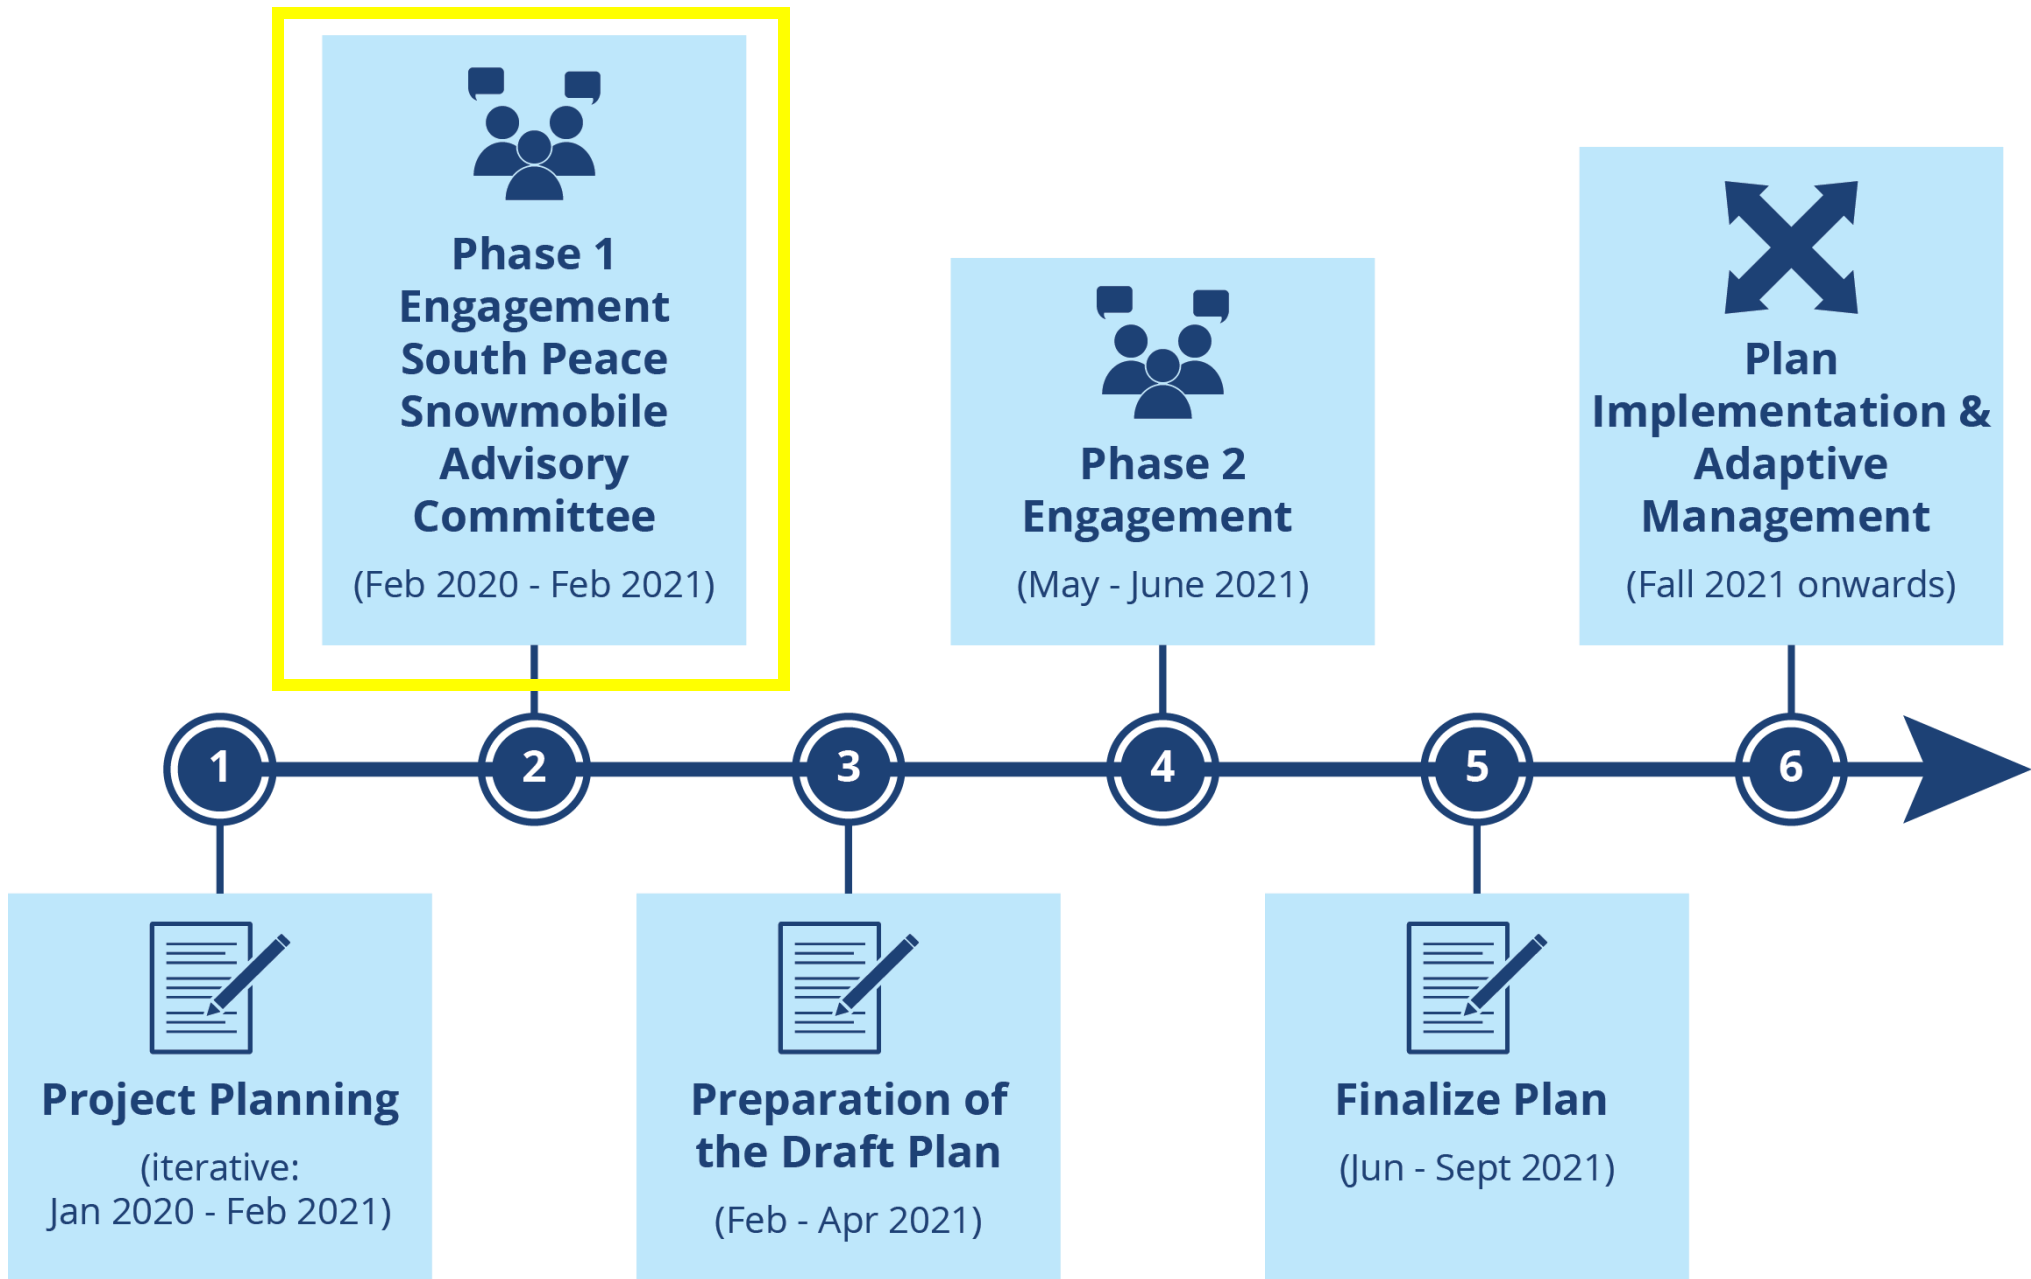 Phase 1
Engagement
South Peace
Snowmobile
Advisory
Committee
(Feb 2020 - Feb 2021)
Phase 2
Engagement
(May - June 2021)
Plan
Implementation &
Adaptive
Management
(Fall 2021 onwards)
1
2
3
4
5
6
Project Planning
(iterative:
Jan 2020 - Feb 2021)
Preparation of
the Draft Plan
(Feb - Apr 2021)
Finalize Plan
(Jun - Sept 2021)